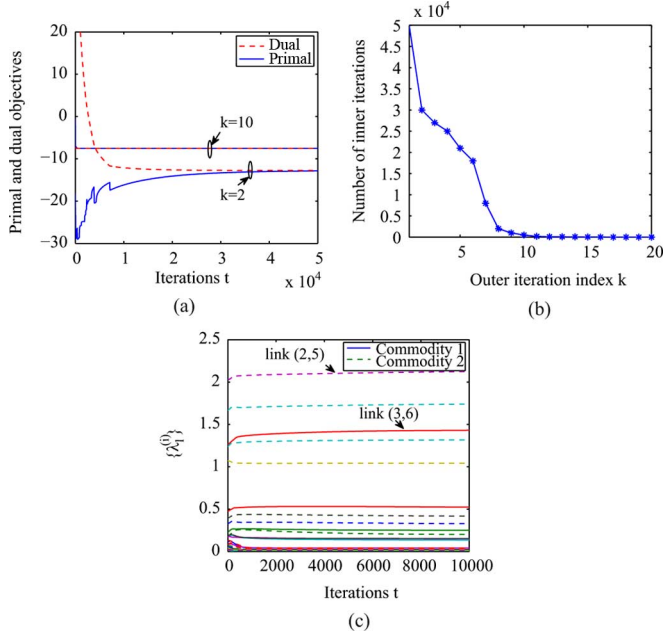 Primal and dual objectives
20
10
0
−10
−20
−30
Dual
Primal
k=10
k=2
1
2
3
4
5
Iterations t
x 10^4
(a)
x 10^4
Number of inner iterations
5
4.5
4
3.5
3
2.5
2
1.5
1
0.5
0
5
10
15
20
Outer iteration index k
(b)
{λ_1^(i)}
2.5
2
1.5
1
0.5
0
link (2,5)
Commodity 1
Commodity 2
link (3,6)
0
2000
4000
6000
8000
10000
Iterations t
(c)